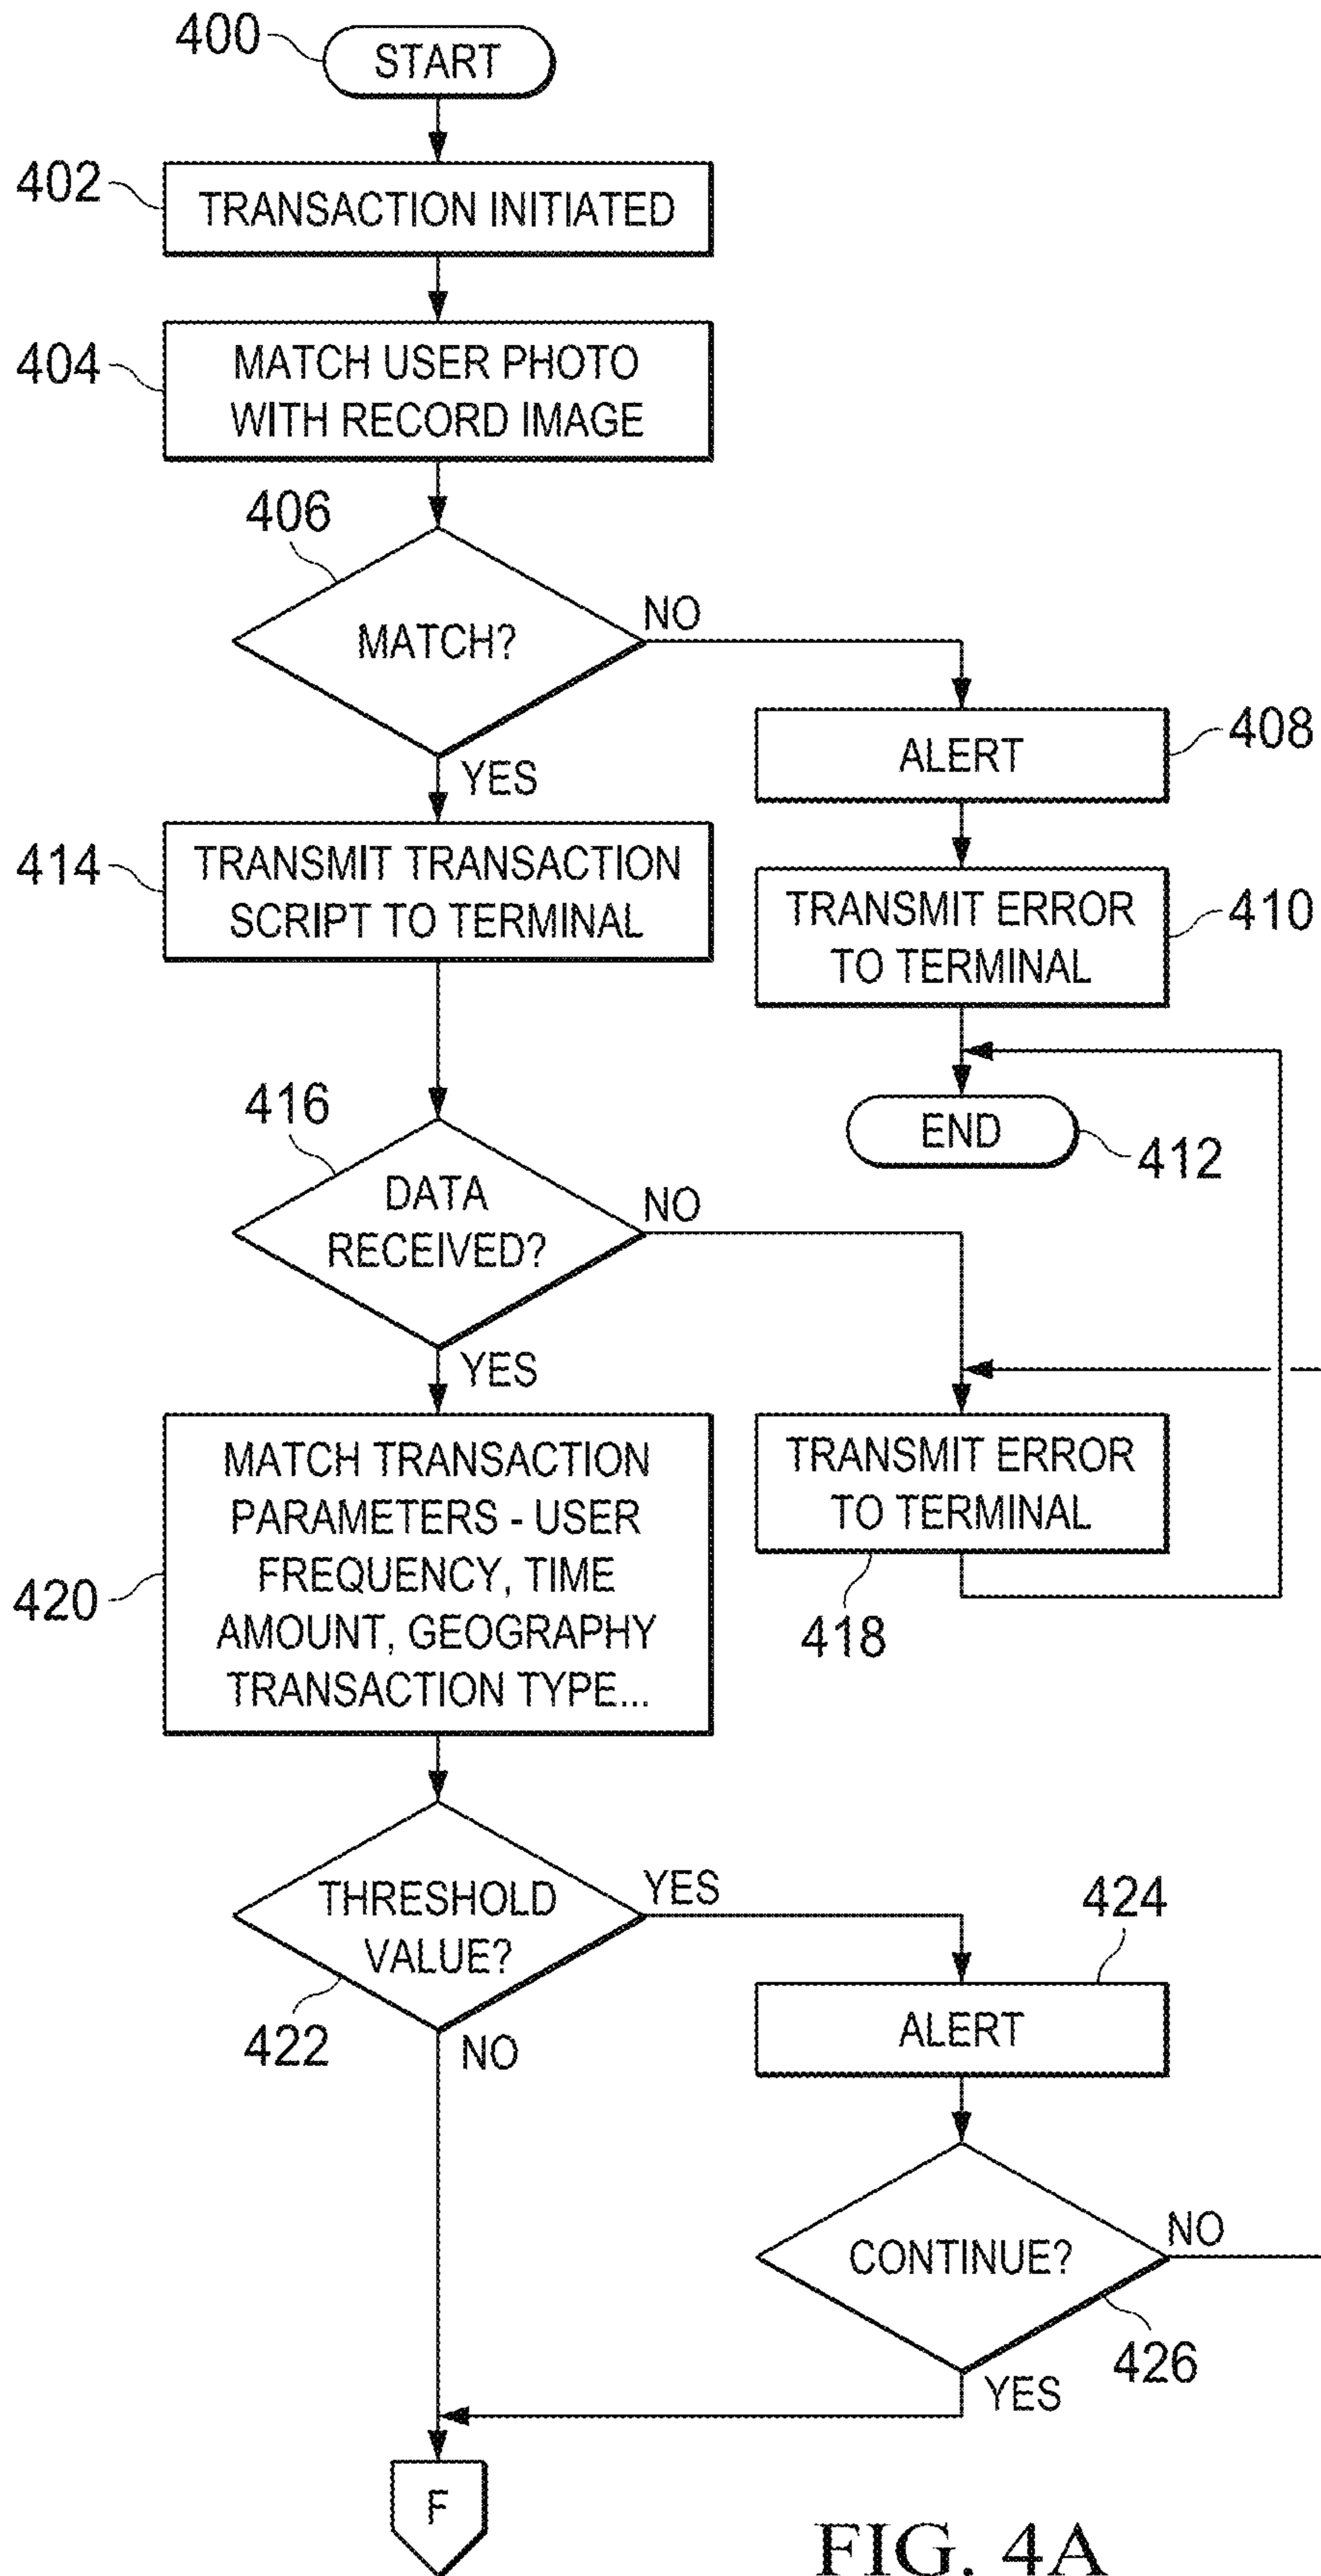 400
START
402
TRANSACTION INITIATED
404
MATCH USER PHOTO
WITH RECORD IMAGE
406
MATCH?
NO
YES
ALERT
408
414
TRANSMIT TRANSACTION
SCRIPT TO TERMINAL
TRANSMIT ERROR
TO TERMINAL
410
END
412
416
DATA
RECEIVED?
NO
YES
420
MATCH TRANSACTION
PARAMETERS - USER
FREQUENCY, TIME
AMOUNT, GEOGRAPHY
TRANSACTION TYPE...
TRANSMIT ERROR
TO TERMINAL
418
THRESHOLD
VALUE?
YES
422
NO
424
ALERT
CONTINUE?
NO
426
YES
F
FIG. 4A